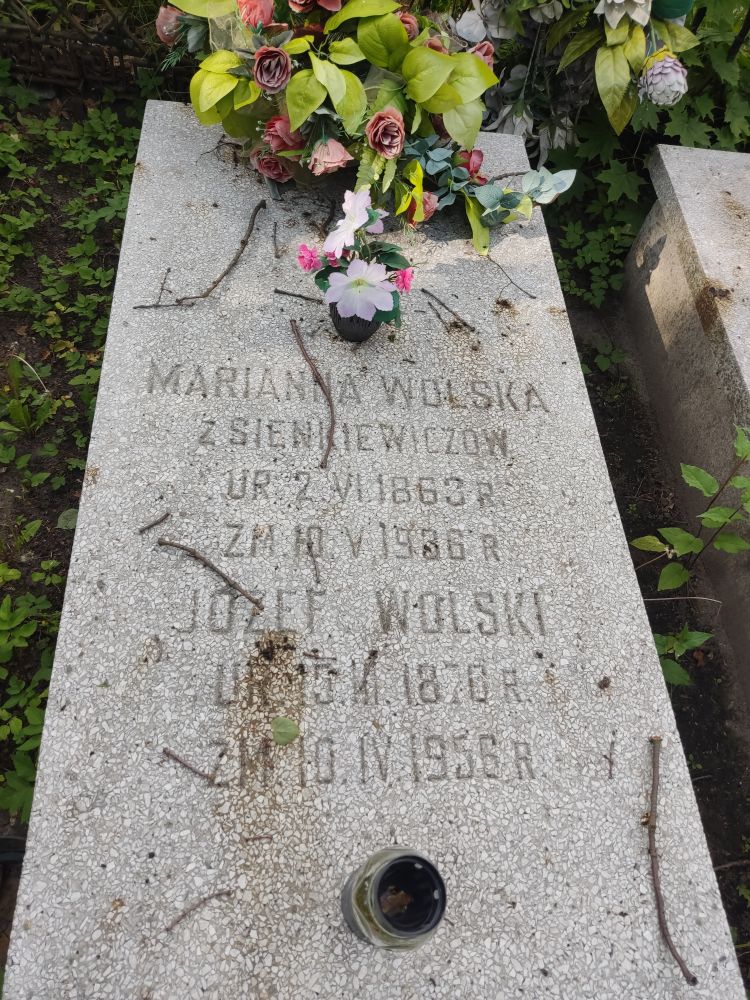 MARIANNA WOLSKA
Z SIENKIEWICZÓW
UR. 2.VI.1863 R.
ZM. 10.V.1936 R.
JÓZEF WOLSKI
UR. 15.III.1870 R.
ZM. 10.IV.1956 R.